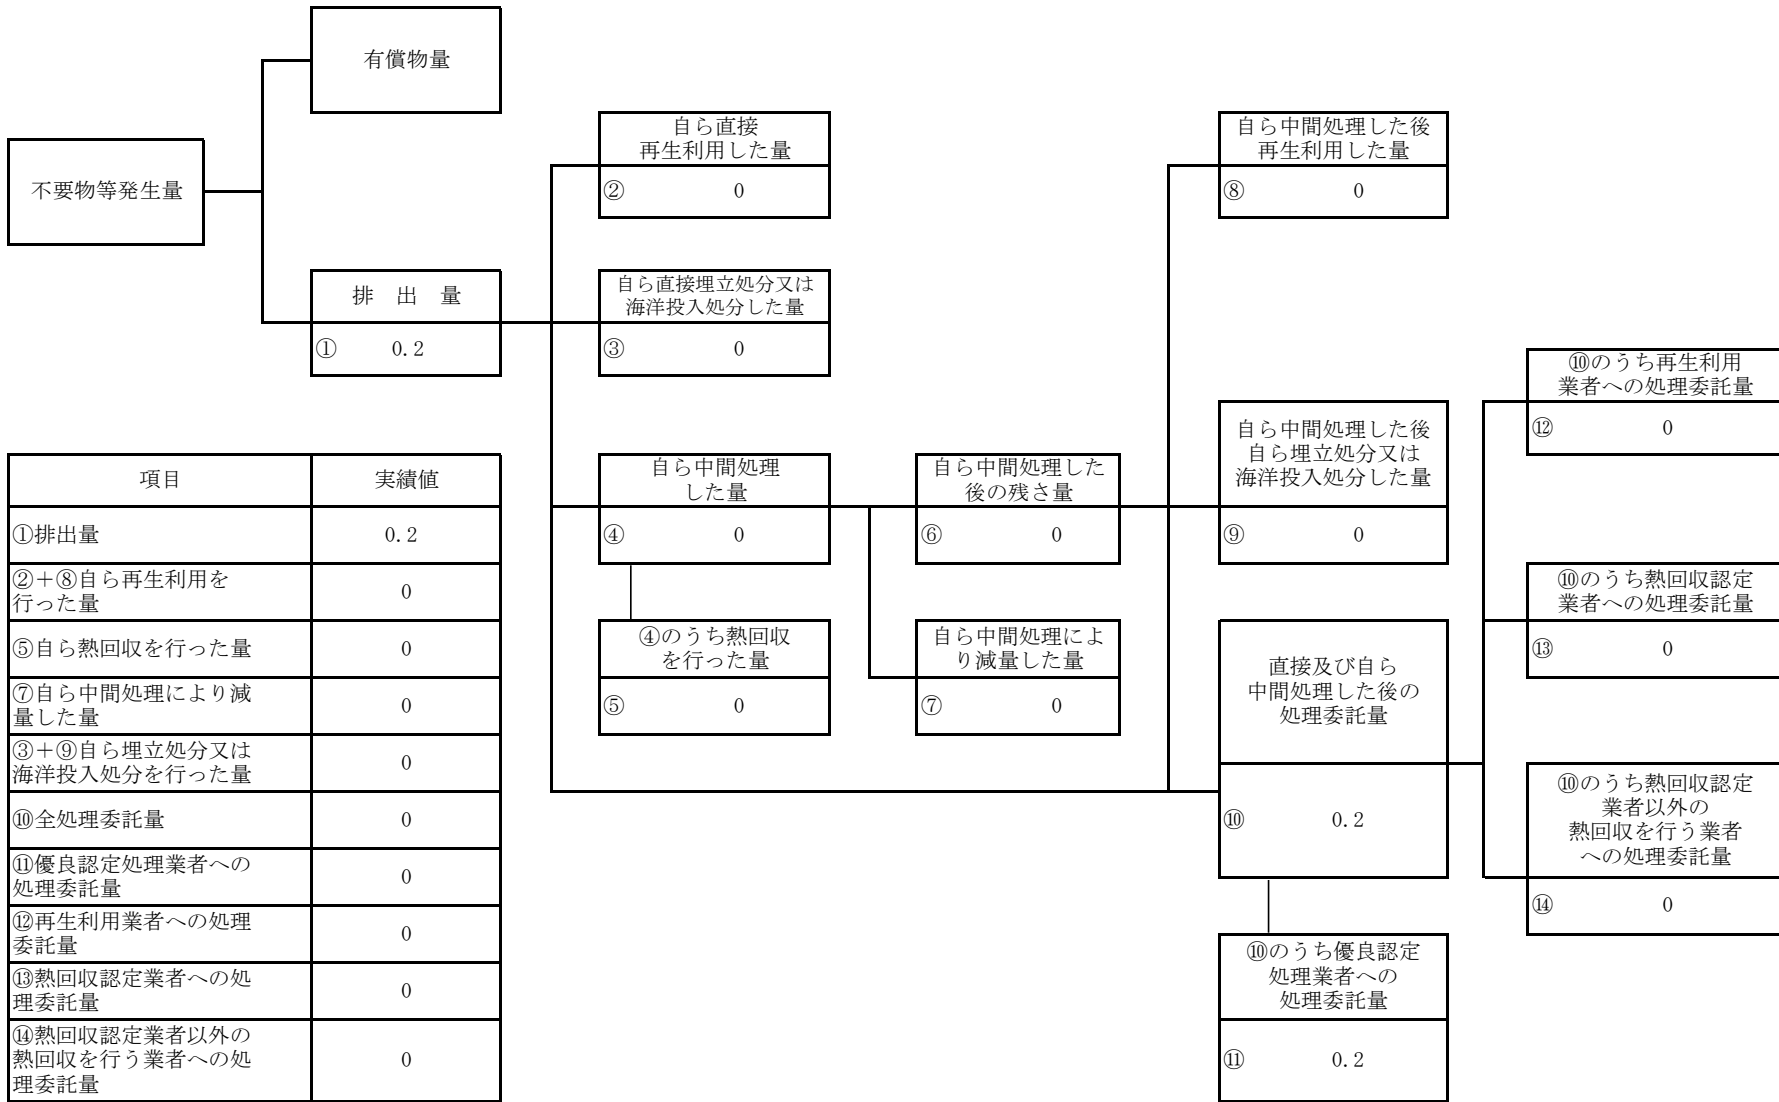 有償物量
不要物等発生量
排 出 量
① 0.2
自ら直接
再生利用した量
② 0
自ら直接埋立処分又は
海洋投入処分した量
③ 0
自ら中間処理
した量
④ 0
④のうち熱回収
を行った量
⑤ 0
自ら中間処理した
後の残さ量
⑥ 0
自ら中間処理によ
り減量した量
⑦ 0
自ら中間処理した後
再生利用した量
⑧ 0
自ら中間処理した後
自ら埋立処分又は
海洋投入処分した量
⑨ 0
直接及び自ら
中間処理した後の
処理委託量
⑩ 0.2
⑩のうち優良認定
処理業者への
処理委託量
⑪ 0.2
⑩のうち再生利用
業者への処理委託量
⑫ 0
⑩のうち熱回収認定
業者への処理委託量
⑬ 0
⑩のうち熱回収認定
業者以外の
熱回収を行う業者
への処理委託量
⑭ 0
項目 実績値
①排出量 0.2
②＋⑧自ら再生利用を
行った量 0
⑤自ら熱回収を行った量 0
⑦自ら中間処理により減
量した量 0
③＋⑨自ら埋立処分又は
海洋投入処分を行った量 0
⑩全処理委託量 0
⑪優良認定処理業者への
処理委託量 0
⑫再生利用業者への処理
委託量 0
⑬熱回収認定業者への処
理委託量 0
⑭熱回収認定業者以外の
熱回収を行う業者への処
理委託量 0